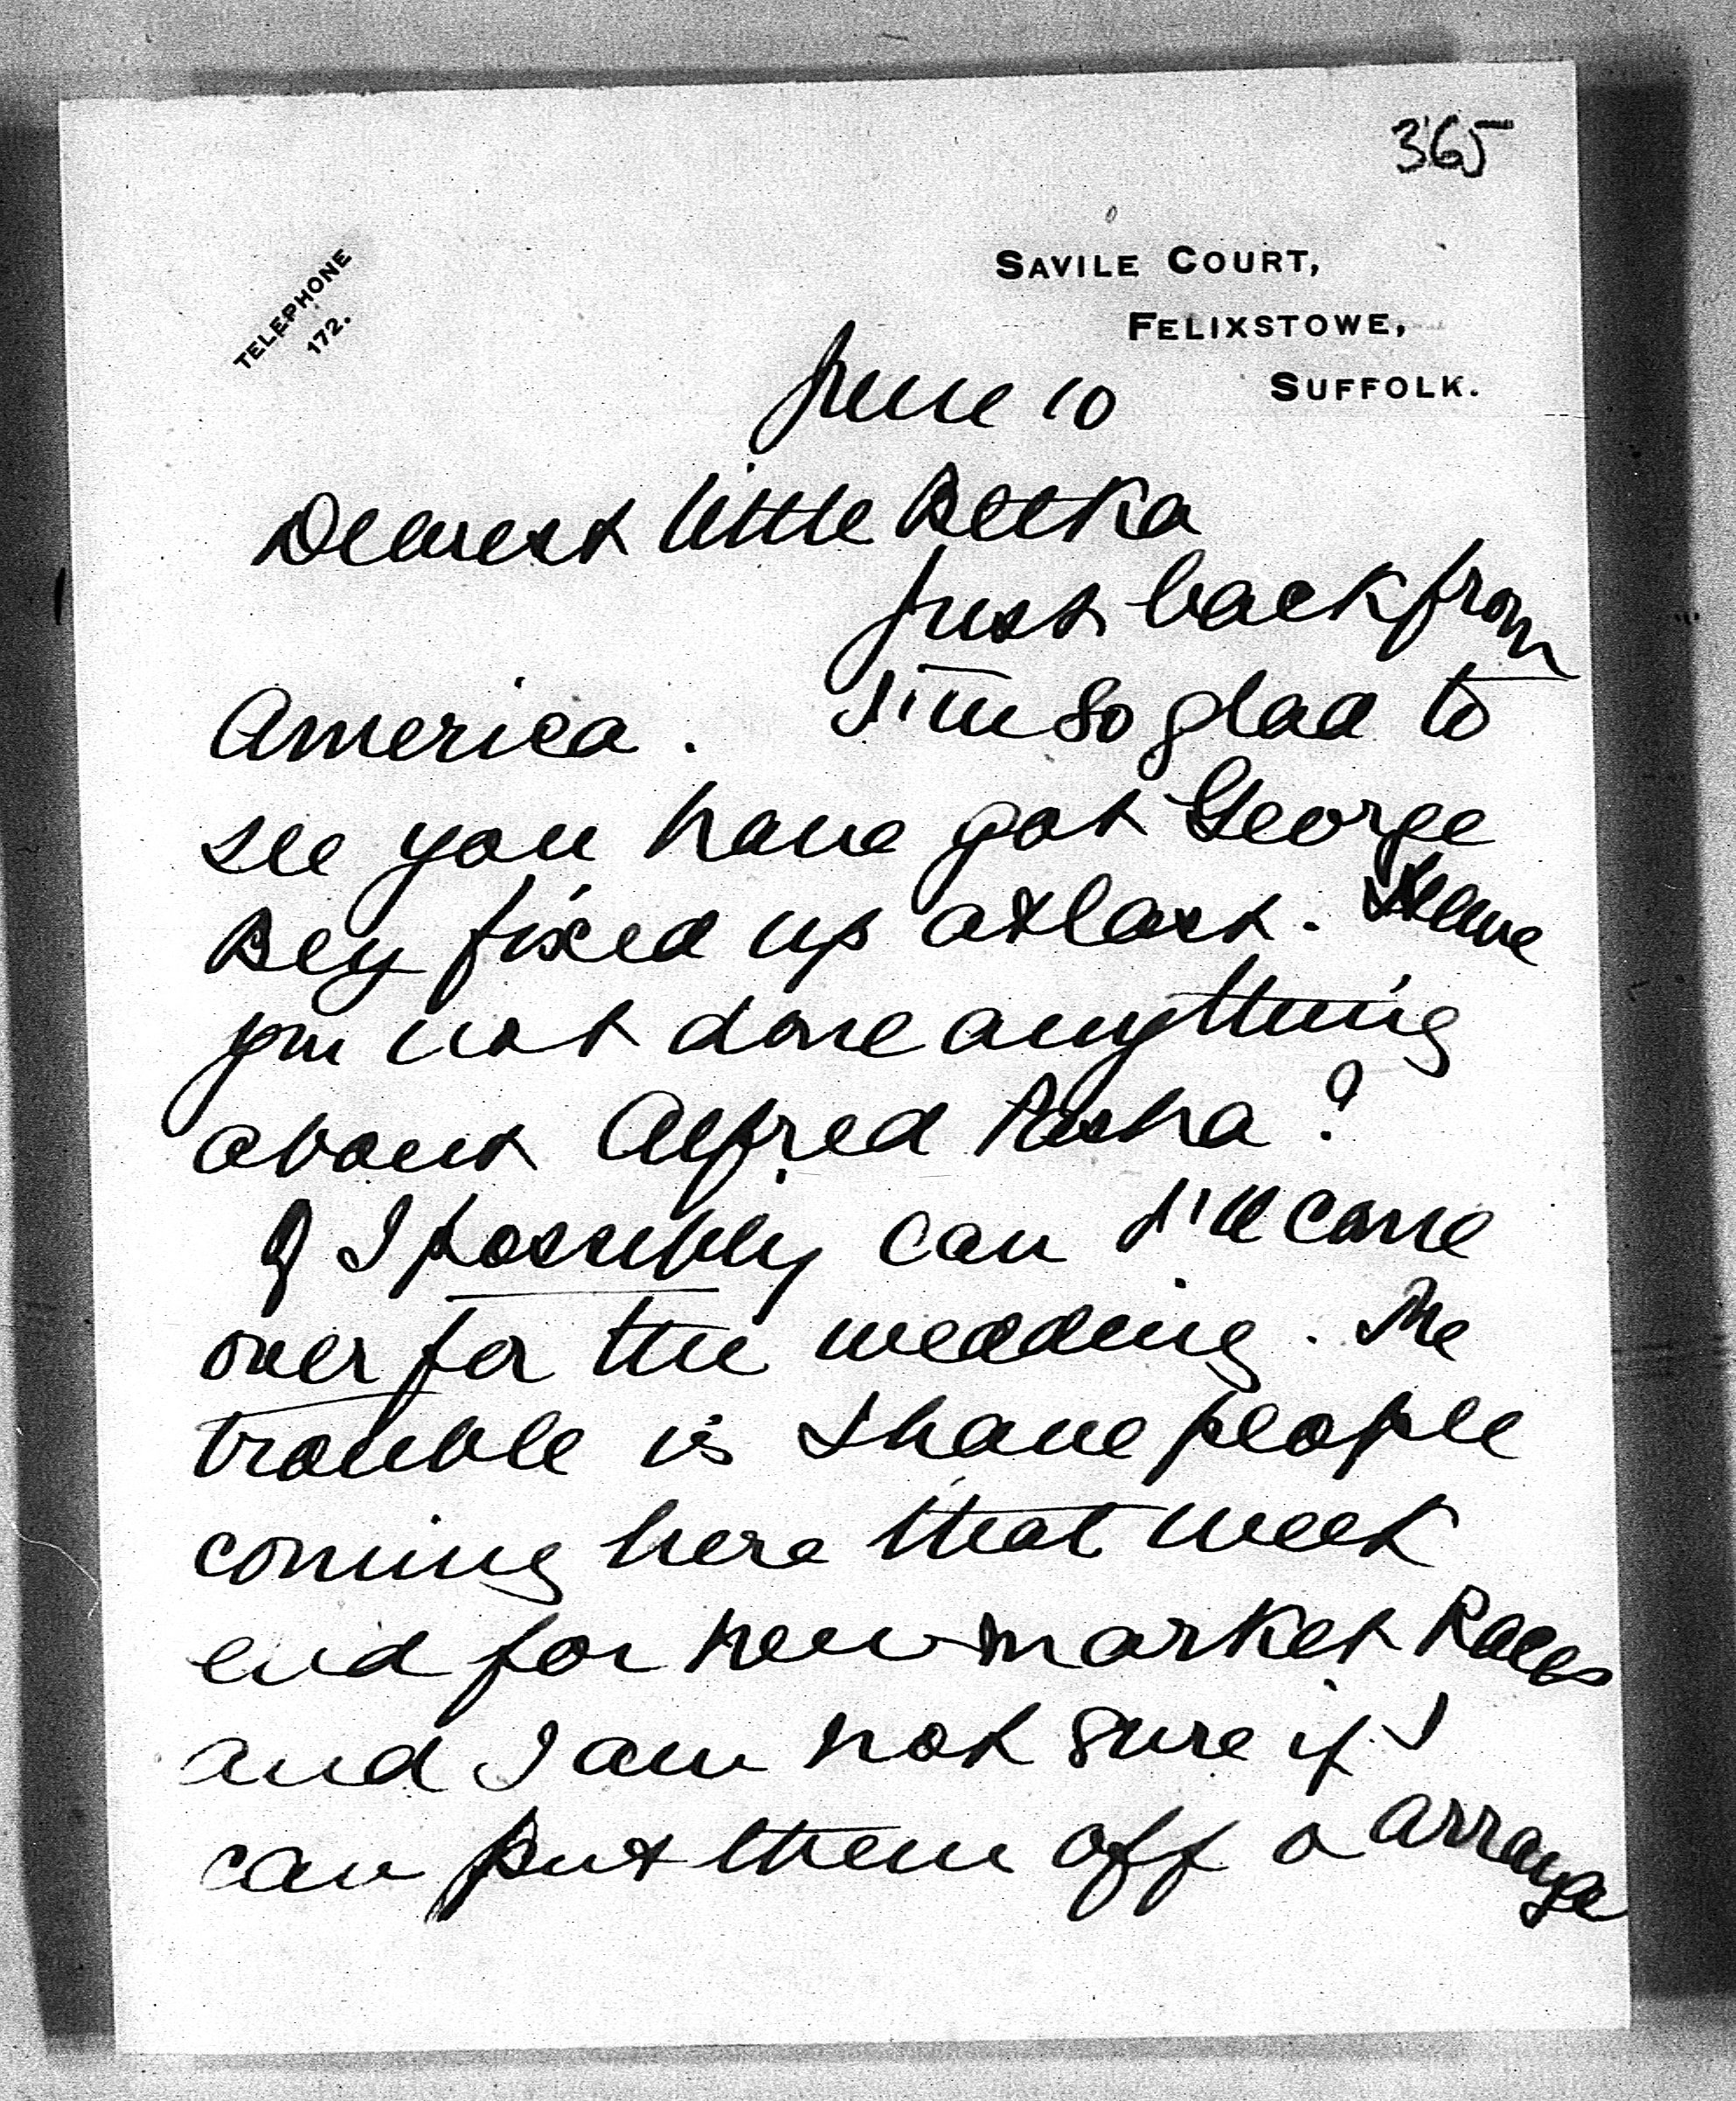 365
SAVILE COURT,
FELIXSTOWE,
SUFFOLK.
TELEPHONE
172.
June 10
Dearest little Betka
Just back from
America. I'm so glad to
see you have got George
Bey fixed up at last. Have
you not done anything
about Alfred Pasha?
If I possibly can I'll come
over for the wedding. The
trouble is I have people
coming here that week
end for Newmarket Races
and I am not sure if I
can put them off or arrange